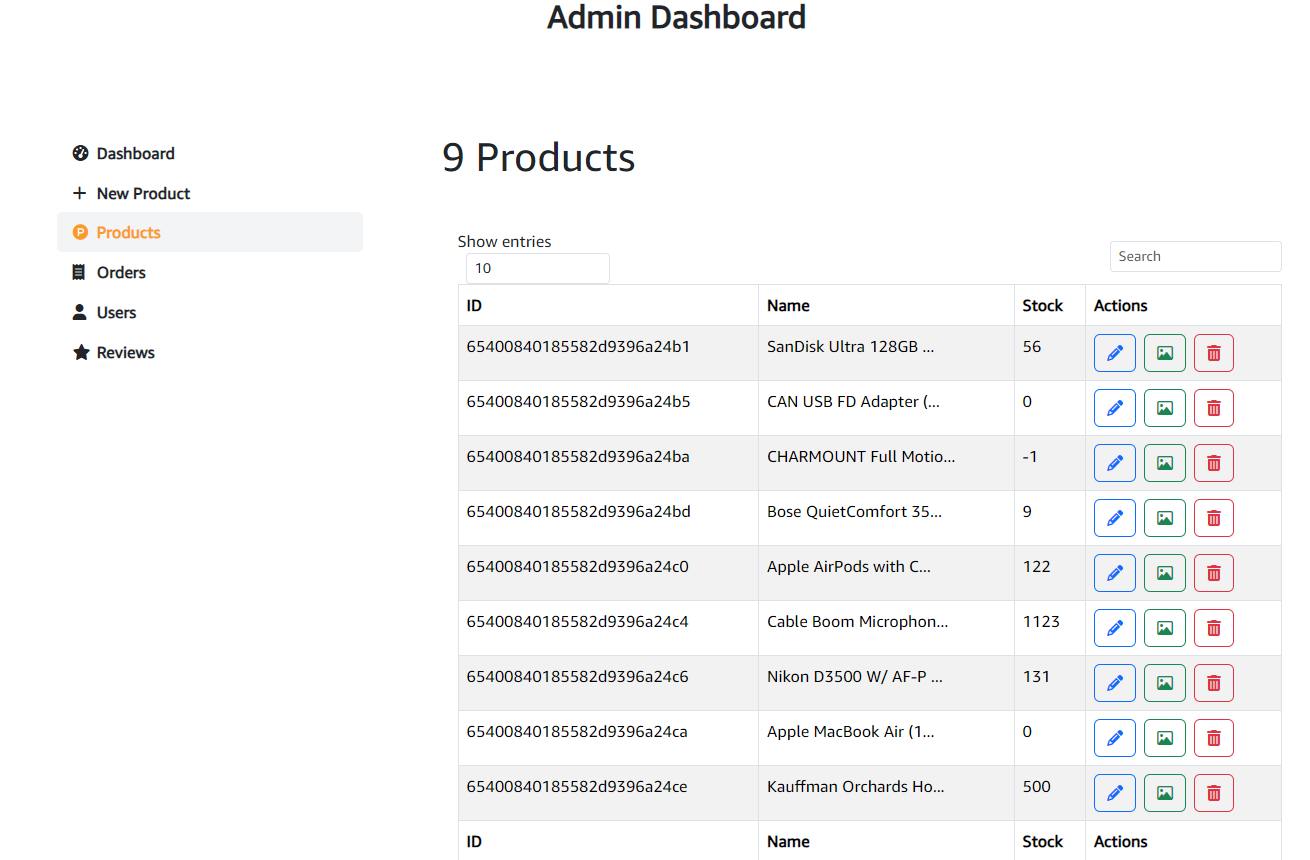 Admin Dashboard
Dashboard
New Product
Products
Orders
Users
Reviews
9 Products
Show entries
10
Search
ID Name Stock Actions
65400840185582d9396a24b1 SanDisk Ultra 128GB ... 56
65400840185582d9396a24b5 CAN USB FD Adapter (... 0
65400840185582d9396a24ba CHARMOUNT Full Motio... -1
65400840185582d9396a24bd Bose QuietComfort 35... 9
65400840185582d9396a24c0 Apple AirPods with C... 122
65400840185582d9396a24c4 Cable Boom Microphon... 1123
65400840185582d9396a24c6 Nikon D3500 W/ AF-P ... 131
65400840185582d9396a24ca Apple MacBook Air (1... 0
65400840185582d9396a24ce Kauffman Orchards Ho... 500
ID Name Stock Actions